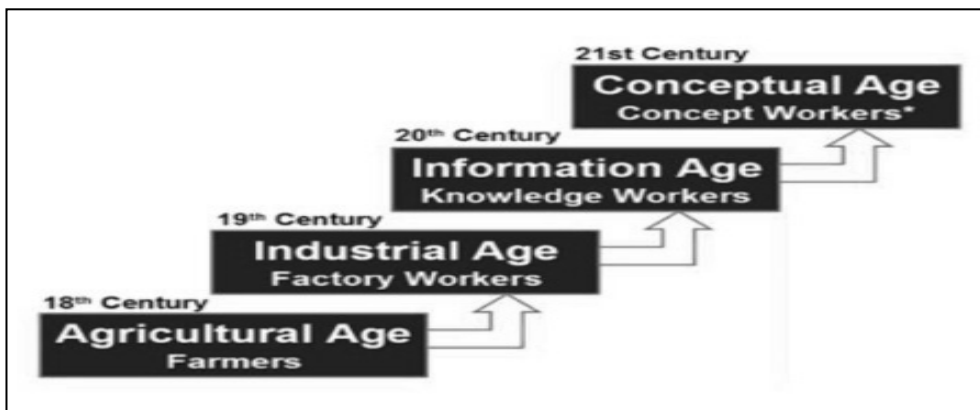 21st Century
Conceptual Age
Concept Workers*
20th Century
Information Age
Knowledge Workers
19th Century
Industrial Age
Factory Workers
18th Century
Agricultural Age
Farmers